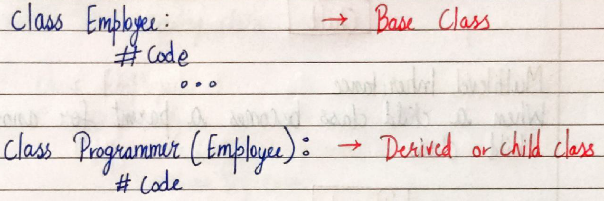 Class Employee: → Base Class
# Code
...
Class Programmer (Employee): → Derived or child class
# Code